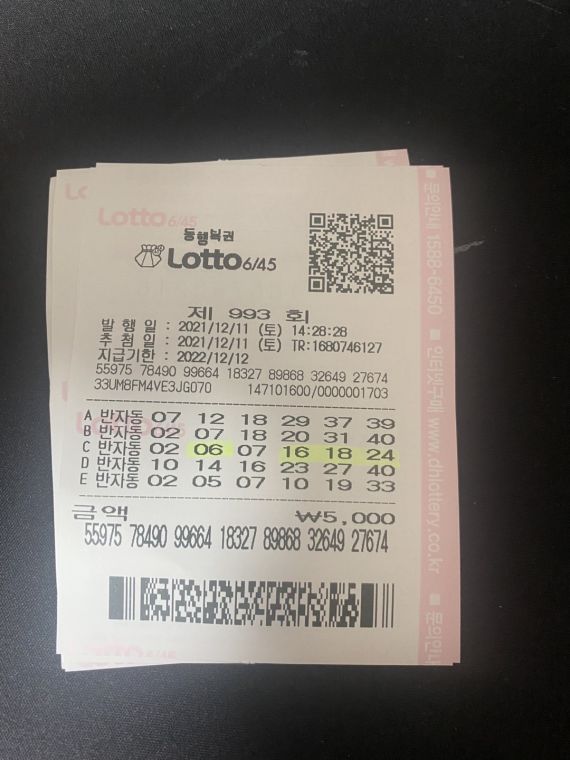 Lotto 6/45
동행복권
Lotto 6/45
제 993 회
발 행 일 : 2021/12/11 (토) 14:28:28
추 첨 일 : 2021/12/11 (토) TR:1680746127
지급기한 : 2022/12/12
55975 78490 99664 18327 89868 32649 27674
33UM8FM4VE3JG070 147101600/0000001703
A 반자동 07 12 18 29 37 39
B 반자동 02 07 18 20 31 40
C 반자동 02 06 07 16 18 24
D 반자동 10 14 16 23 27 40
E 반자동 02 05 07 10 19 33
금액 ₩5,000
55975 78490 99664 18327 89868 32649 27674
문의안내 1588-6450 ■ 인터넷구매 www.dhlottery.co.kr ■ 문의안내